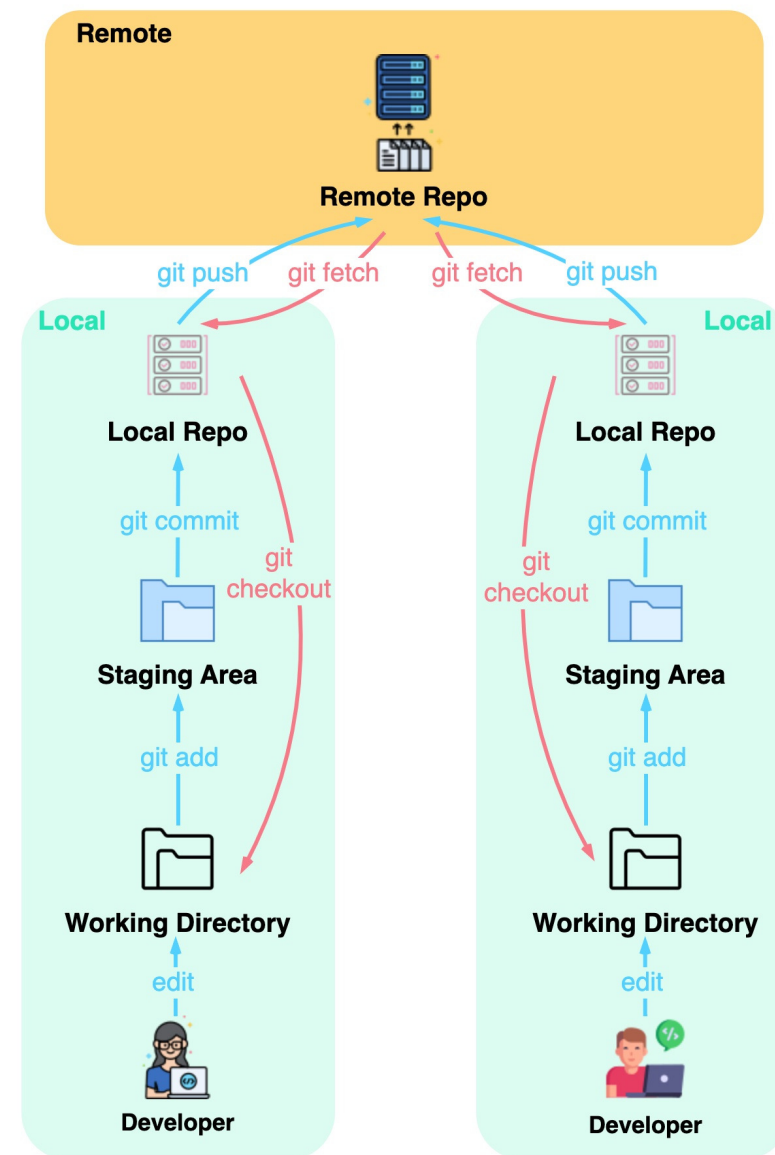 Remote
Remote Repo
git push
git fetch
git fetch
git push
Local
Local
Local Repo
Local Repo
git commit
git commit
git
checkout
git
checkout
Staging Area
Staging Area
git add
git add
Working Directory
Working Directory
edit
edit
</>
Developer
Developer